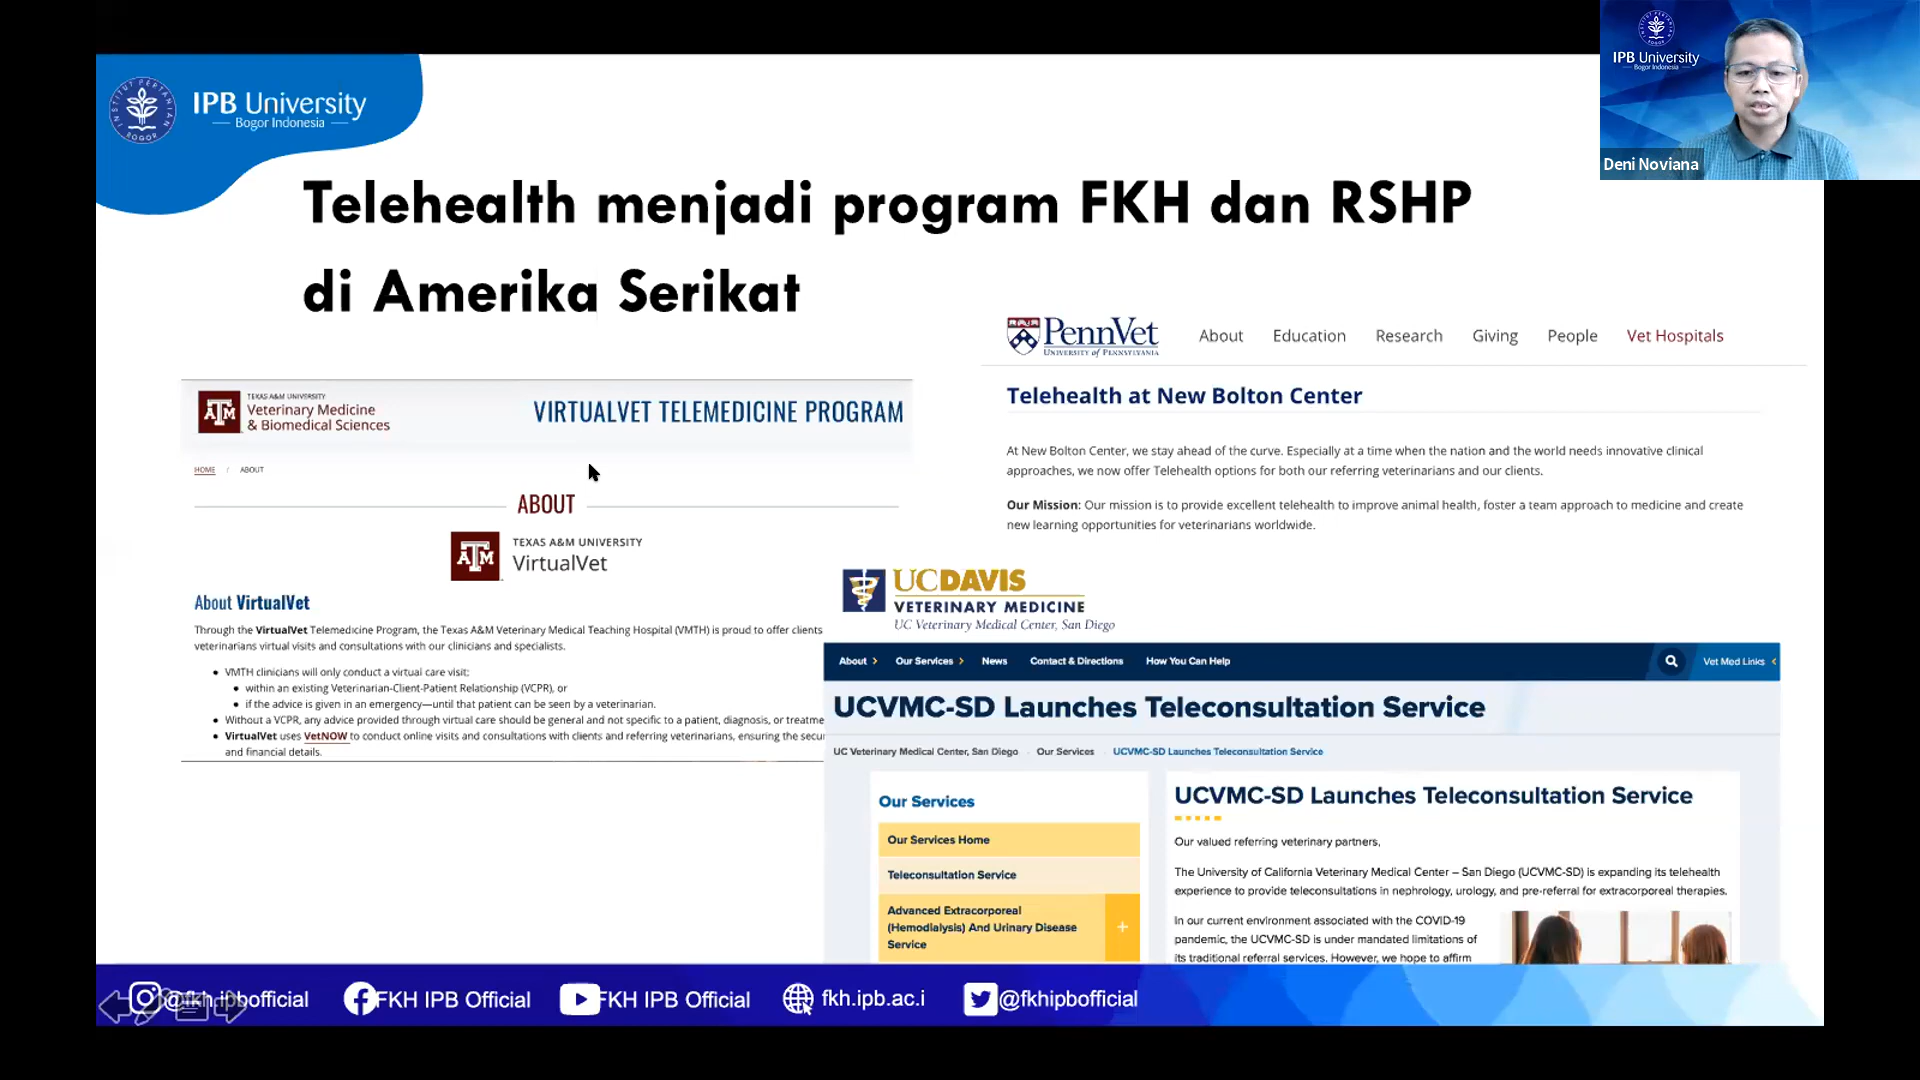 IPB University
Bogor Indonesia
INSTITUT PERTANIAN BOGOR
IPB University
Bogor Indonesia
Deni Noviana
Telehealth menjadi program FKH dan RSHP
di Amerika Serikat
TEXAS A&M UNIVERSITY
Veterinary Medicine
& Biomedical Sciences
VIRTUALVET TELEMEDICINE PROGRAM
HOME / ABOUT
ABOUT
TEXAS A&M UNIVERSITY
VirtualVet
About VirtualVet
Through the VirtualVet Telemedicine Program, the Texas A&M Veterinary Medical Teaching Hospital (VMTH) is proud to offer clients
veterinarians virtual visits and consultations with our clinicians and specialists.
• VMTH clinicians will only conduct a virtual care visit:
• within an existing Veterinarian-Client-Patient Relationship (VCPR), or
• if the advice is given in an emergency—until that patient can be seen by a veterinarian.
• Without a VCPR, any advice provided through virtual care should be general and not specific to a patient, diagnosis, or treatme
• VirtualVet uses VetNOW to conduct online visits and consultations with clients and referring veterinarians, ensuring the secu
and financial details.
PennVet
UNIVERSITY OF PENNSYLVANIA
About Education Research Giving People Vet Hospitals
Telehealth at New Bolton Center
At New Bolton Center, we stay ahead of the curve. Especially at a time when the nation and the world needs innovative clinical
approaches, we now offer Telehealth options for both our referring veterinarians and our clients.
Our Mission: Our mission is to provide excellent telehealth to improve animal health, foster a team approach to medicine and create
new learning opportunities for veterinarians worldwide.
UCDAVIS
VETERINARY MEDICINE
UC Veterinary Medical Center, San Diego
About Our Services News Contact & Directions How You Can Help Vet Med Links
UCVMC-SD Launches Teleconsultation Service
UC Veterinary Medical Center, San Diego Our Services UCVMC-SD Launches Teleconsultation Service
Our Services
Our Services Home
Teleconsultation Service
Advanced Extracorporeal
(Hemodialysis) And Urinary Disease
Service
+
UCVMC-SD Launches Teleconsultation Service
Our valued referring veterinary partners,
The University of California Veterinary Medical Center – San Diego (UCVMC-SD) is expanding its telehealth
experience to provide teleconsultations in nephrology, urology, and pre-referral for extracorporeal therapies.
In our current environment associated with the COVID-19
pandemic, the UCVMC-SD is under mandated limitations of
its traditional referral services. However, we hope to affirm
@fkhipbofficial FKH IPB Official FKH IPB Official fkh.ipb.ac.i @fkhipbofficial